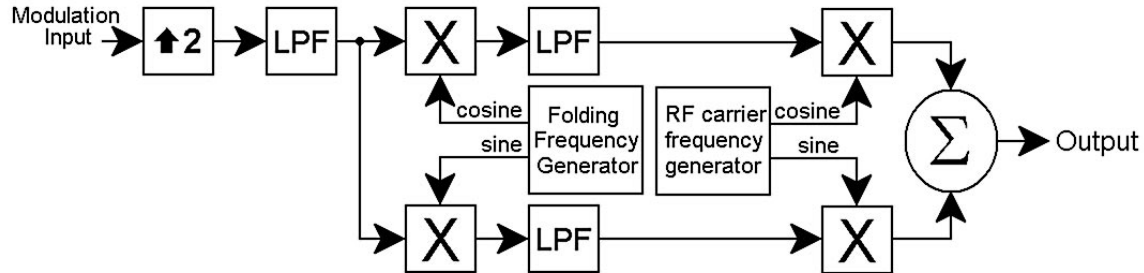 Modulation
Input
⬆2
LPF
X
LPF
X
cosine
sine
Folding
Frequency
Generator
RF carrier
frequency
generator
cosine
sine
Σ
Output
X
LPF
X